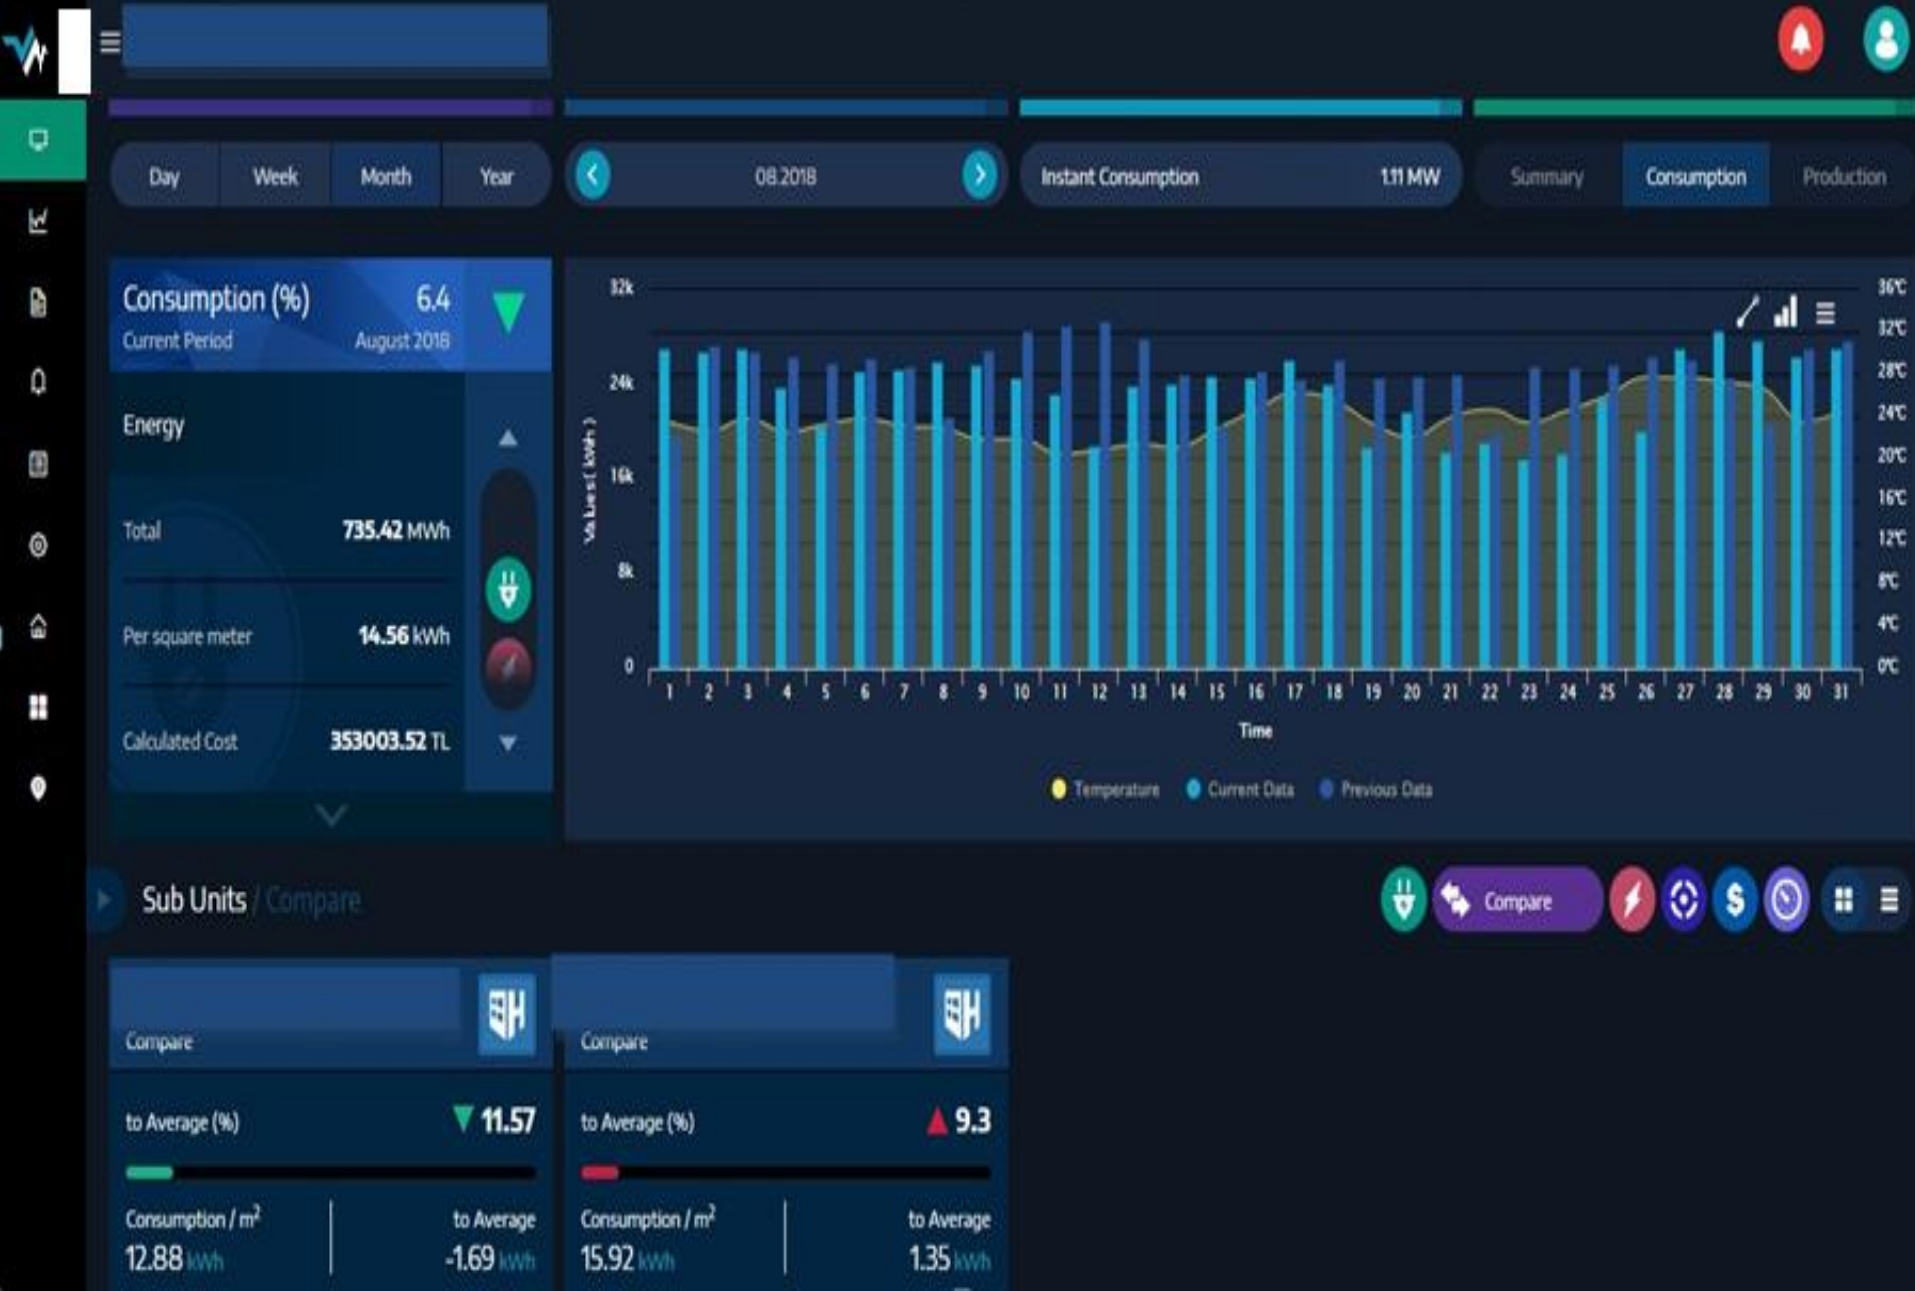 Day Week Month Year
08.2018
Instant Consumption 1.11 MW
Summary Consumption Production
Consumption (%) 6.4
Current Period August 2018
Energy
Total 735.42 MWh
Per square meter 14.56 kWh
Calculated Cost 353003.52 TL
Values ( kWh )
32k
24k
16k
8k
0
36°C
32°C
28°C
24°C
20°C
16°C
12°C
8°C
4°C
0°C
1 2 3 4 5 6 7 8 9 10 11 12 13 14 15 16 17 18 19 20 21 22 23 24 25 26 27 28 29 30 31
Time
Temperature Current Data Previous Data
Sub Units / Compare
Compare
Compare
to Average (%) 11.57
Consumption / m² to Average
12.88 kWh -1.69 kWh
Compare
to Average (%) 9.3
Consumption / m² to Average
15.92 kWh 1.35 kWh